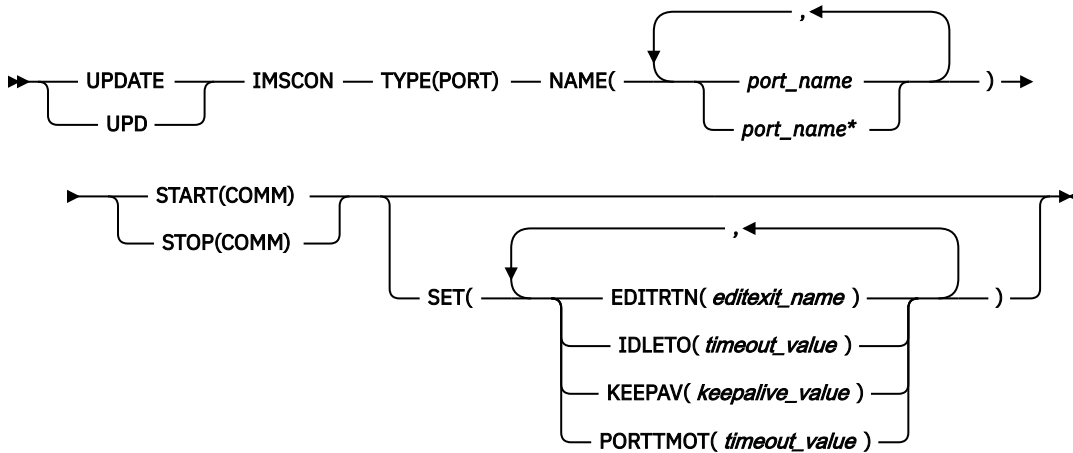 ,
UPDATE IMSCON TYPE(PORT) NAME( port_name )
UPD port_name*
START(COMM)
STOP(COMM)
,
SET( EDITRTN( editexit_name ) )
IDLETO( timeout_value )
KEEPAV( keepalive_value )
PORTTMOT( timeout_value )